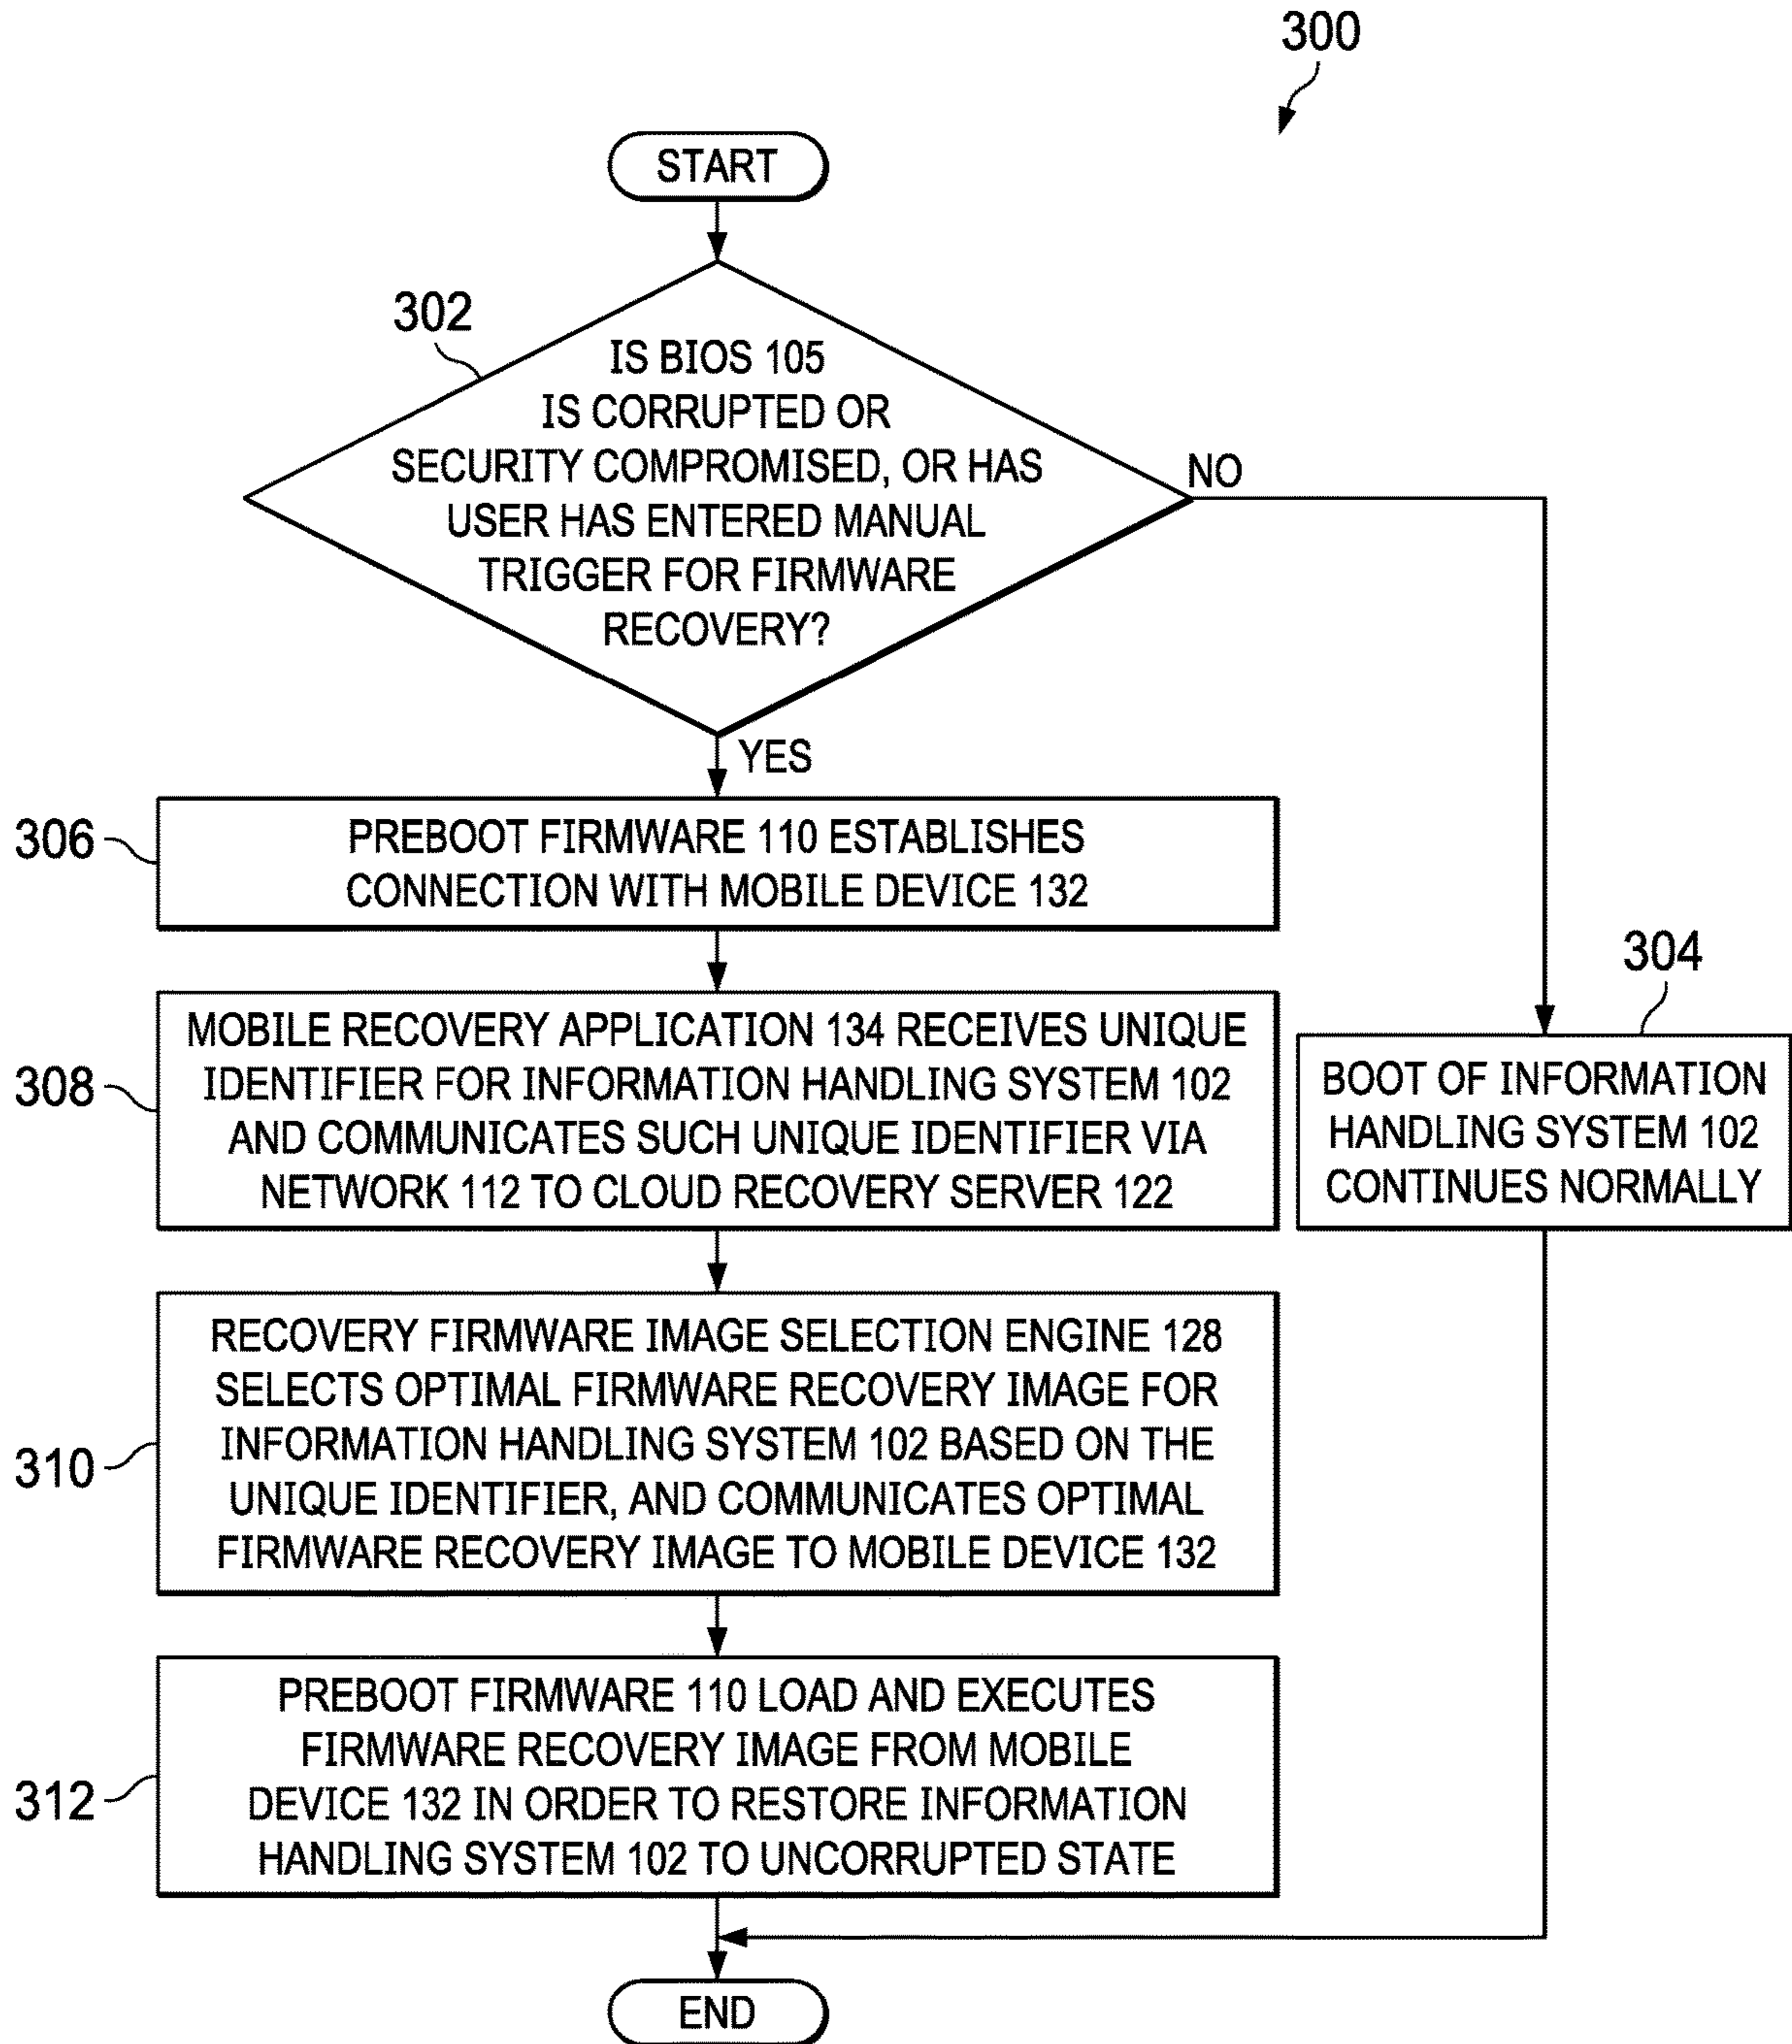 300
START
302
IS BIOS 105
IS CORRUPTED OR
SECURITY COMPROMISED, OR HAS
USER HAS ENTERED MANUAL
TRIGGER FOR FIRMWARE
RECOVERY?
NO
YES
306
PREBOOT FIRMWARE 110 ESTABLISHES
CONNECTION WITH MOBILE DEVICE 132
308
MOBILE RECOVERY APPLICATION 134 RECEIVES UNIQUE
IDENTIFIER FOR INFORMATION HANDLING SYSTEM 102
AND COMMUNICATES SUCH UNIQUE IDENTIFIER VIA
NETWORK 112 TO CLOUD RECOVERY SERVER 122
304
BOOT OF INFORMATION
HANDLING SYSTEM 102
CONTINUES NORMALLY
310
RECOVERY FIRMWARE IMAGE SELECTION ENGINE 128
SELECTS OPTIMAL FIRMWARE RECOVERY IMAGE FOR
INFORMATION HANDLING SYSTEM 102 BASED ON THE
UNIQUE IDENTIFIER, AND COMMUNICATES OPTIMAL
FIRMWARE RECOVERY IMAGE TO MOBILE DEVICE 132
312
PREBOOT FIRMWARE 110 LOAD AND EXECUTES
FIRMWARE RECOVERY IMAGE FROM MOBILE
DEVICE 132 IN ORDER TO RESTORE INFORMATION
HANDLING SYSTEM 102 TO UNCORRUPTED STATE
END